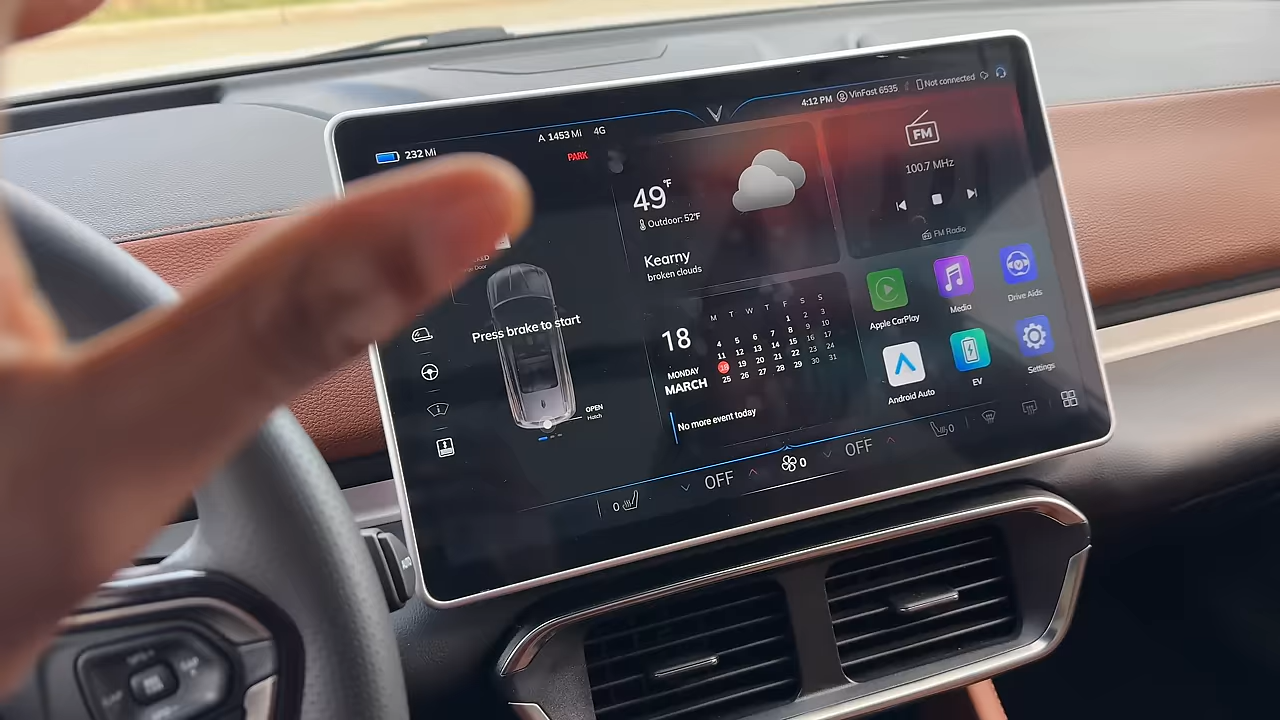 4:12 PM VinFast 6535 Not connected
A 1453 Mi 4G
232 Mi
PARK
FM
100.7 MHz
FM Radio
49°F
Outdoor: 52°F
Kearny
broken clouds
Press brake to start
OPEN
Hatch
18
MONDAY
MARCH
M T W T F S S
1 2 3
4 5 6 7 8 9 10
11 12 13 14 15 16 17
18 19 20 21 22 23 24
25 26 27 28 29 30 31
No more event today
Apple CarPlay
Media
Drive Aids
Android Auto
EV
Settings
0
OFF
0
OFF
0
AUTO